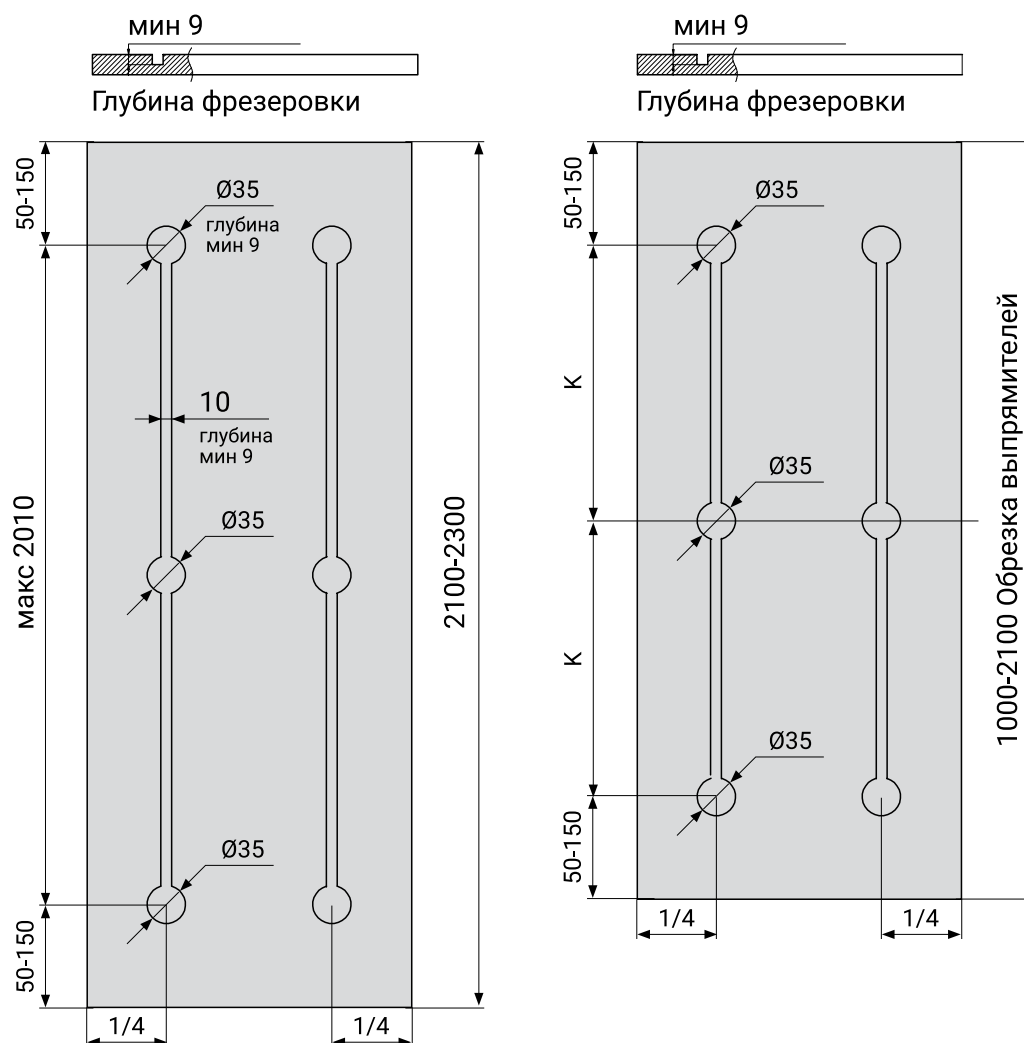 мин 9
Глубина фрезеровки
50-150
Ø35
глубина
мин 9
10
глубина
мин 9
макс 2010
Ø35
2100-2300
Ø35
50-150
1/4
1/4
мин 9
Глубина фрезеровки
50-150
Ø35
K
Ø35
K
1000-2100 Обрезка выпрямителей
Ø35
50-150
1/4
1/4